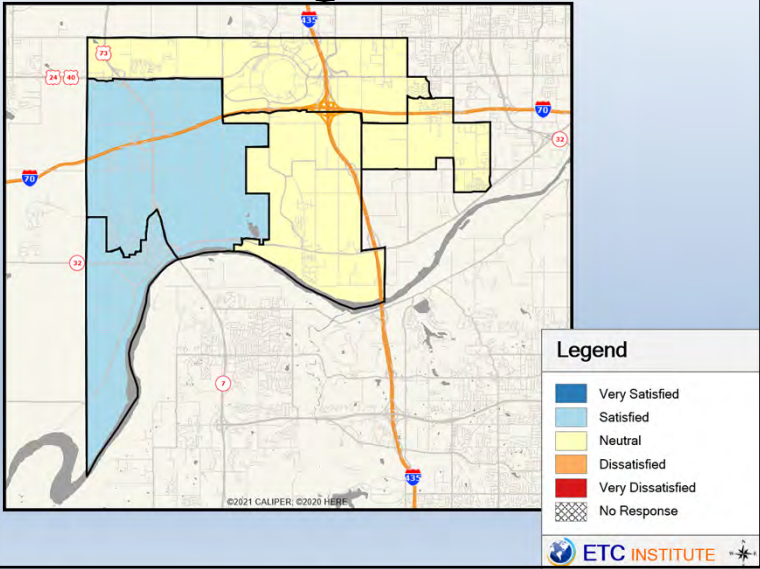 435
73
24
40
70
32
70
32
7
435
©2021 CALIPER; ©2020 HERE
Legend
Very Satisfied
Satisfied
Neutral
Dissatisfied
Very Dissatisfied
No Response
ETC INSTITUTE